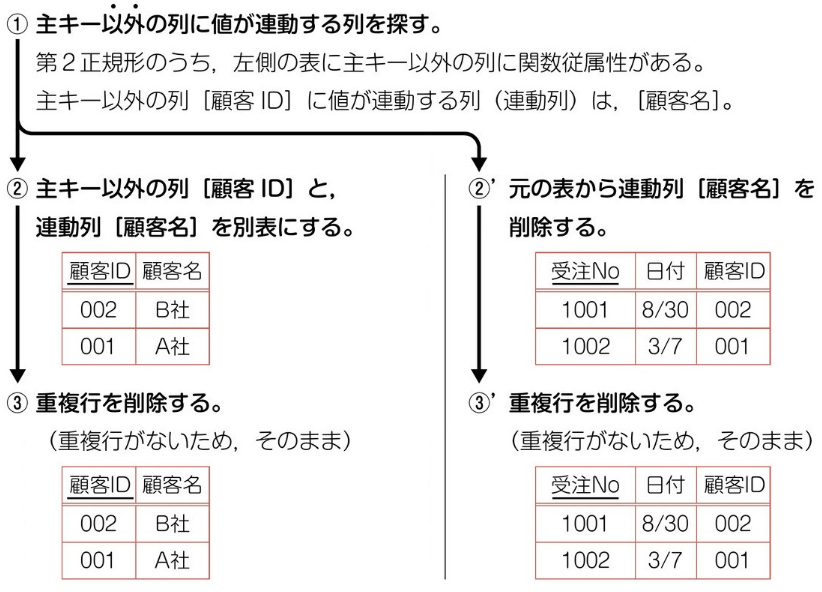 ① 主キー以外の列に値が連動する列を探す。
第2正規形のうち，左側の表に主キー以外の列に関数従属性がある。
主キー以外の列［顧客 ID］に値が連動する列（連動列）は，［顧客名］。
② 主キー以外の列［顧客 ID］と，
連動列［顧客名］を別表にする。
顧客ID 顧客名
002 B社
001 A社
③ 重複行を削除する。
（重複行がないため，そのまま）
顧客ID 顧客名
002 B社
001 A社
②’ 元の表から連動列［顧客名］を
削除する。
受注No 日付 顧客ID
1001 8/30 002
1002 3/7 001
③’ 重複行を削除する。
（重複行がないため，そのまま）
受注No 日付 顧客ID
1001 8/30 002
1002 3/7 001